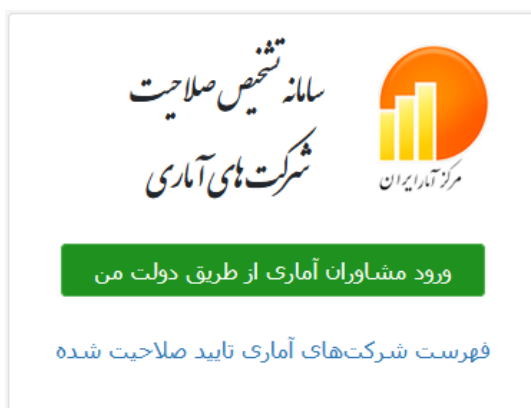 سامانه تشخیص صلاحیت
شرکت های آماری
مرکز آمار ایران
ورود مشاوران آماری از طریق دولت من
فهرست شرکت‌های آماری تایید صلاحیت شده